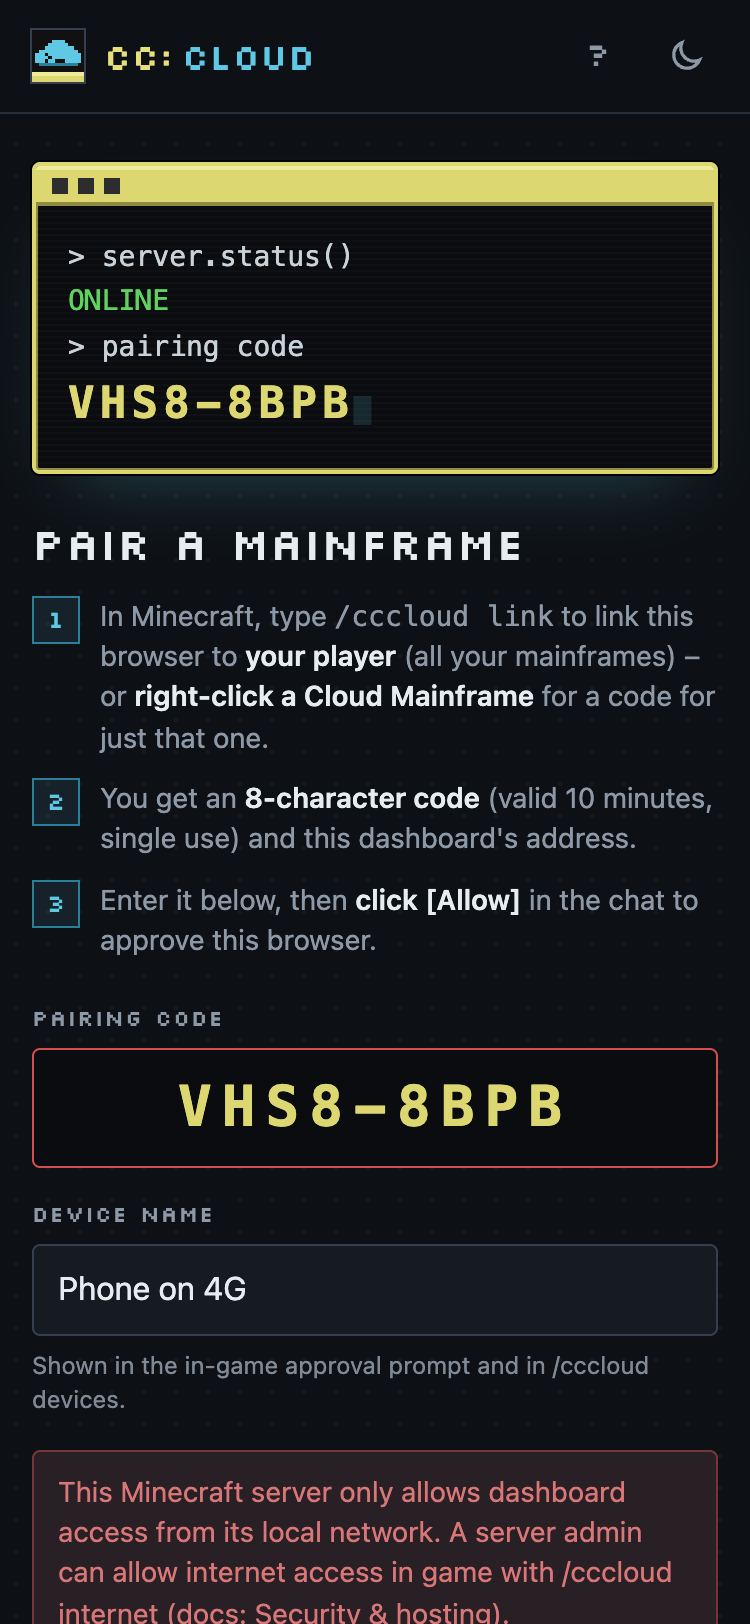 CC:CLOUD ?
> server.status()
ONLINE
> pairing code
VHS8-8BPB
PAIR A MAINFRAME
1 In Minecraft, type /cccloud link to link this
browser to your player (all your mainframes) –
or right-click a Cloud Mainframe for a code for
just that one.
2 You get an 8-character code (valid 10 minutes,
single use) and this dashboard's address.
3 Enter it below, then click [Allow] in the chat to
approve this browser.
PAIRING CODE
VHS8-8BPB
DEVICE NAME
Phone on 4G
Shown in the in-game approval prompt and in /cccloud
devices.
This Minecraft server only allows dashboard
access from its local network. A server admin
can allow internet access in game with /cccloud
internet (docs: Security & hosting).